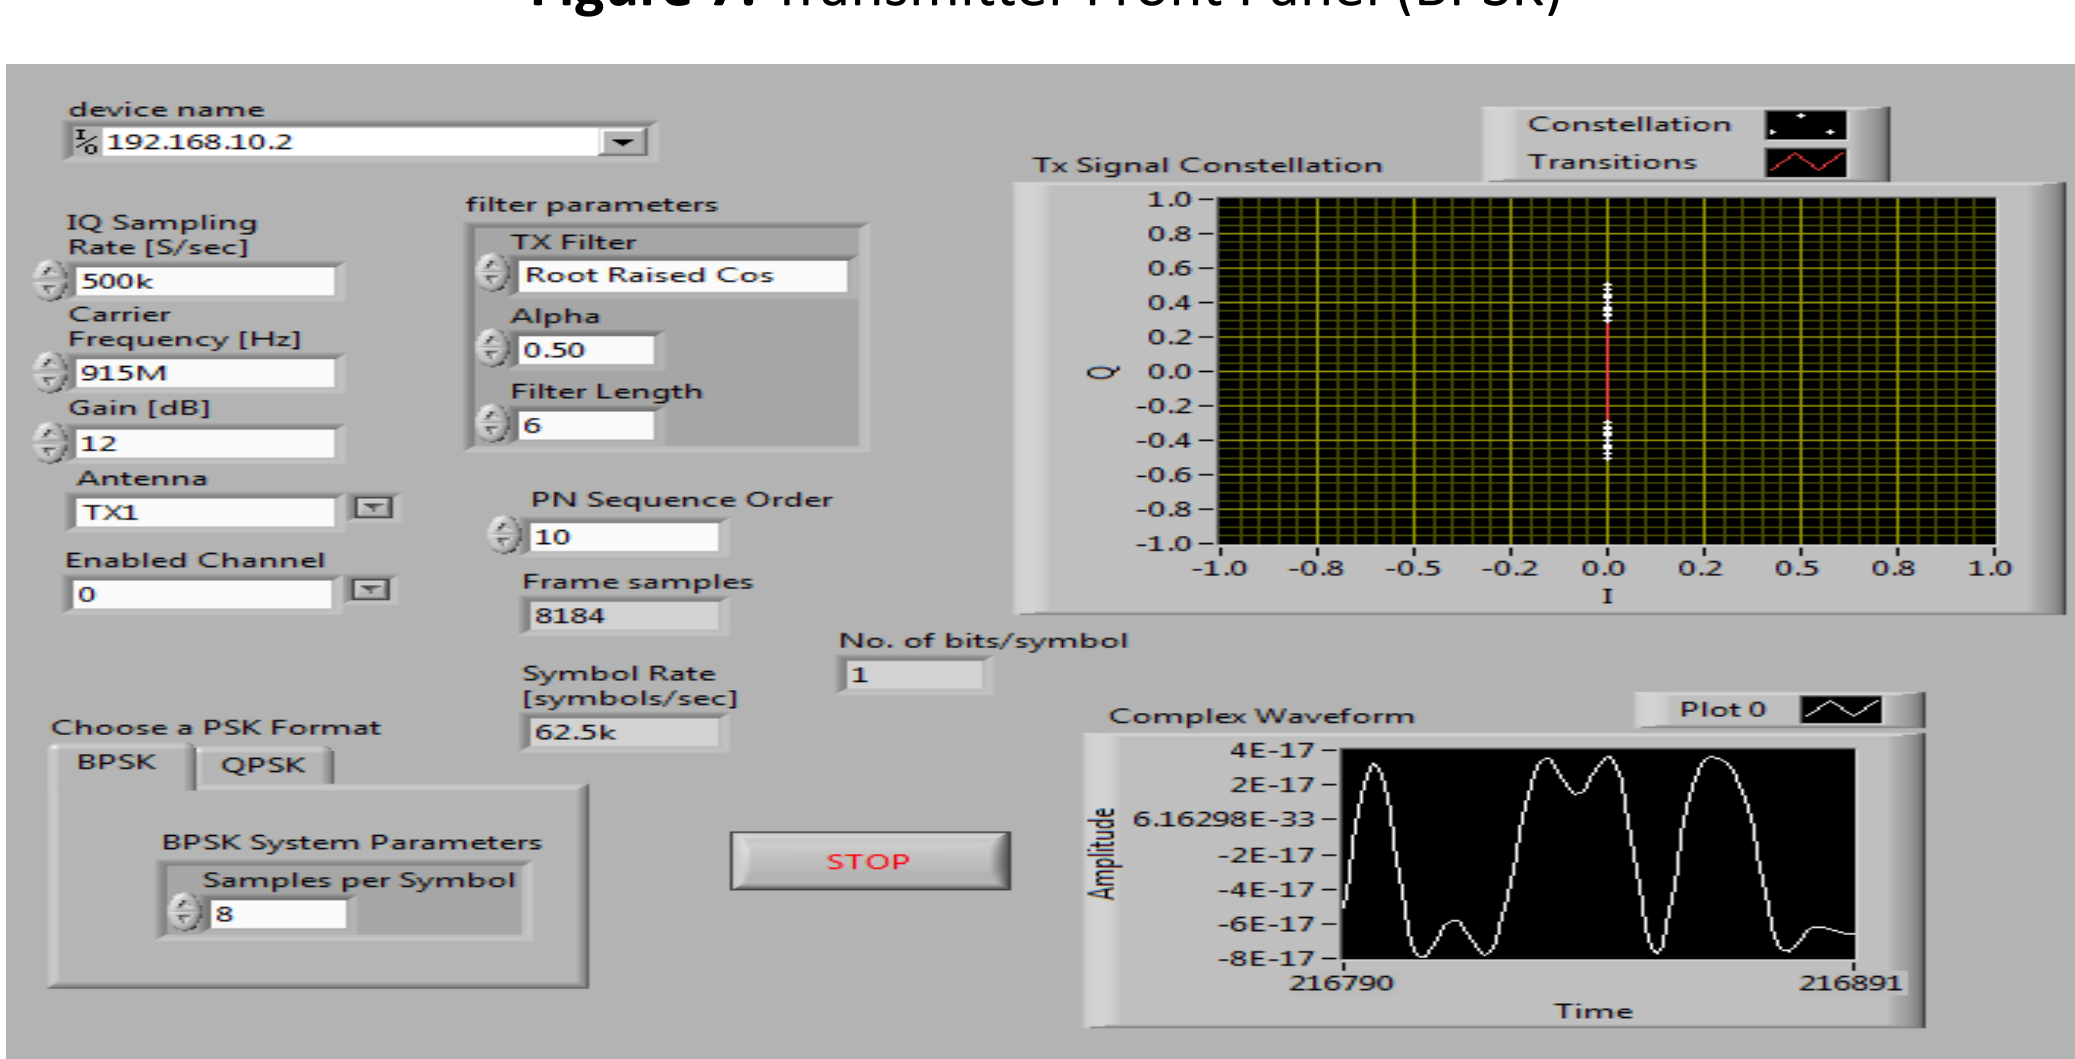 Figure 7. Transmitter Front Panel (BPSK)
device name
192.168.10.2
IQ Sampling
Rate [S/sec]
500k
Carrier
Frequency [Hz]
915M
Gain [dB]
12
Antenna
TX1
Enabled Channel
0
filter parameters
TX Filter
Root Raised Cos
Alpha
0.50
Filter Length
6
PN Sequence Order
10
Frame samples
8184
Symbol Rate
[symbols/sec]
62.5k
No. of bits/symbol
1
Choose a PSK Format
BPSK QPSK
BPSK System Parameters
Samples per Symbol
8
STOP
Constellation
Transitions
Tx Signal Constellation
1.0
0.8
0.6
0.4
0.2
0.0
-0.2
-0.4
-0.6
-0.8
-1.0
Q
-1.0 -0.8 -0.5 -0.2 0.0 0.2 0.5 0.8 1.0
I
Plot 0
Complex Waveform
4E-17
2E-17
6.16298E-33
-2E-17
-4E-17
-6E-17
-8E-17
Amplitude
216790 216891
Time